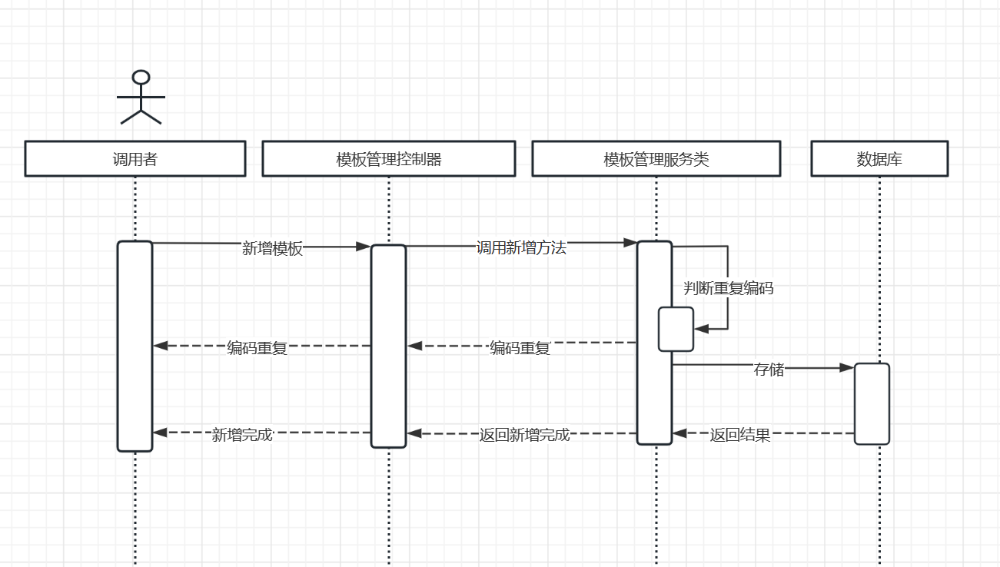 调用者
模板管理控制器
模板管理服务类
数据库
新增模板
调用新增方法
判断重复编码
编码重复
编码重复
存储
新增完成
返回新增完成
返回结果